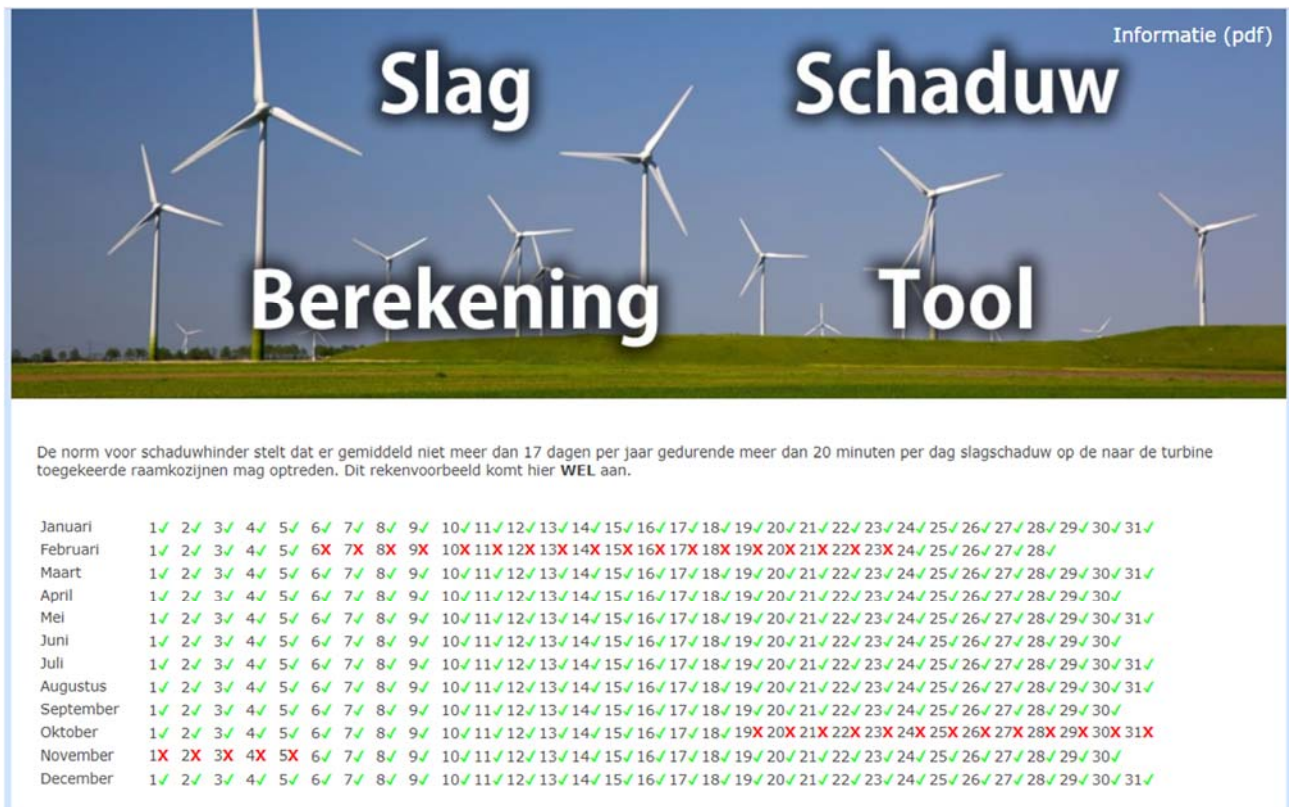 Informatie (pdf)
Slag Schaduw
Berekening Tool
De norm voor schaduwhinder stelt dat er gemiddeld niet meer dan 17 dagen per jaar gedurende meer dan 20 minuten per dag slagschaduw op de naar de turbine
toegekeerde raamkozijnen mag optreden. Dit rekenvoorbeeld komt hier WEL aan.
Januari 1✓ 2✓ 3✓ 4✓ 5✓ 6✓ 7✓ 8✓ 9✓ 10✓ 11✓ 12✓ 13✓ 14✓ 15✓ 16✓ 17✓ 18✓ 19✓ 20✓ 21✓ 22✓ 23✓ 24✓ 25✓ 26✓ 27✓ 28✓ 29✓ 30✓ 31✓
Februari 1✓ 2✓ 3✓ 4✓ 5✓ 6X 7X 8X 9X 10X 11X 12X 13X 14X 15X 16X 17X 18X 19X 20X 21X 22X 23X 24✓ 25✓ 26✓ 27✓ 28✓
Maart 1✓ 2✓ 3✓ 4✓ 5✓ 6✓ 7✓ 8✓ 9✓ 10✓ 11✓ 12✓ 13✓ 14✓ 15✓ 16✓ 17✓ 18✓ 19✓ 20✓ 21✓ 22✓ 23✓ 24✓ 25✓ 26✓ 27✓ 28✓ 29✓ 30✓ 31✓
April 1✓ 2✓ 3✓ 4✓ 5✓ 6✓ 7✓ 8✓ 9✓ 10✓ 11✓ 12✓ 13✓ 14✓ 15✓ 16✓ 17✓ 18✓ 19✓ 20✓ 21✓ 22✓ 23✓ 24✓ 25✓ 26✓ 27✓ 28✓ 29✓ 30✓
Mei 1✓ 2✓ 3✓ 4✓ 5✓ 6✓ 7✓ 8✓ 9✓ 10✓ 11✓ 12✓ 13✓ 14✓ 15✓ 16✓ 17✓ 18✓ 19✓ 20✓ 21✓ 22✓ 23✓ 24✓ 25✓ 26✓ 27✓ 28✓ 29✓ 30✓ 31✓
Juni 1✓ 2✓ 3✓ 4✓ 5✓ 6✓ 7✓ 8✓ 9✓ 10✓ 11✓ 12✓ 13✓ 14✓ 15✓ 16✓ 17✓ 18✓ 19✓ 20✓ 21✓ 22✓ 23✓ 24✓ 25✓ 26✓ 27✓ 28✓ 29✓ 30✓
Juli 1✓ 2✓ 3✓ 4✓ 5✓ 6✓ 7✓ 8✓ 9✓ 10✓ 11✓ 12✓ 13✓ 14✓ 15✓ 16✓ 17✓ 18✓ 19✓ 20✓ 21✓ 22✓ 23✓ 24✓ 25✓ 26✓ 27✓ 28✓ 29✓ 30✓ 31✓
Augustus 1✓ 2✓ 3✓ 4✓ 5✓ 6✓ 7✓ 8✓ 9✓ 10✓ 11✓ 12✓ 13✓ 14✓ 15✓ 16✓ 17✓ 18✓ 19✓ 20✓ 21✓ 22✓ 23✓ 24✓ 25✓ 26✓ 27✓ 28✓ 29✓ 30✓ 31✓
September 1✓ 2✓ 3✓ 4✓ 5✓ 6✓ 7✓ 8✓ 9✓ 10✓ 11✓ 12✓ 13✓ 14✓ 15✓ 16✓ 17✓ 18✓ 19✓ 20✓ 21✓ 22✓ 23✓ 24✓ 25✓ 26✓ 27✓ 28✓ 29✓ 30✓
Oktober 1✓ 2✓ 3✓ 4✓ 5✓ 6✓ 7✓ 8✓ 9✓ 10✓ 11✓ 12✓ 13✓ 14✓ 15✓ 16✓ 17✓ 18✓ 19X 20X 21X 22X 23X 24X 25X 26X 27X 28X 29X 30X 31X
November 1X 2X 3X 4X 5X 6✓ 7✓ 8✓ 9✓ 10✓ 11✓ 12✓ 13✓ 14✓ 15✓ 16✓ 17✓ 18✓ 19✓ 20✓ 21✓ 22✓ 23✓ 24✓ 25✓ 26✓ 27✓ 28✓ 29✓ 30✓
December 1✓ 2✓ 3✓ 4✓ 5✓ 6✓ 7✓ 8✓ 9✓ 10✓ 11✓ 12✓ 13✓ 14✓ 15✓ 16✓ 17✓ 18✓ 19✓ 20✓ 21✓ 22✓ 23✓ 24✓ 25✓ 26✓ 27✓ 28✓ 29✓ 30✓ 31✓